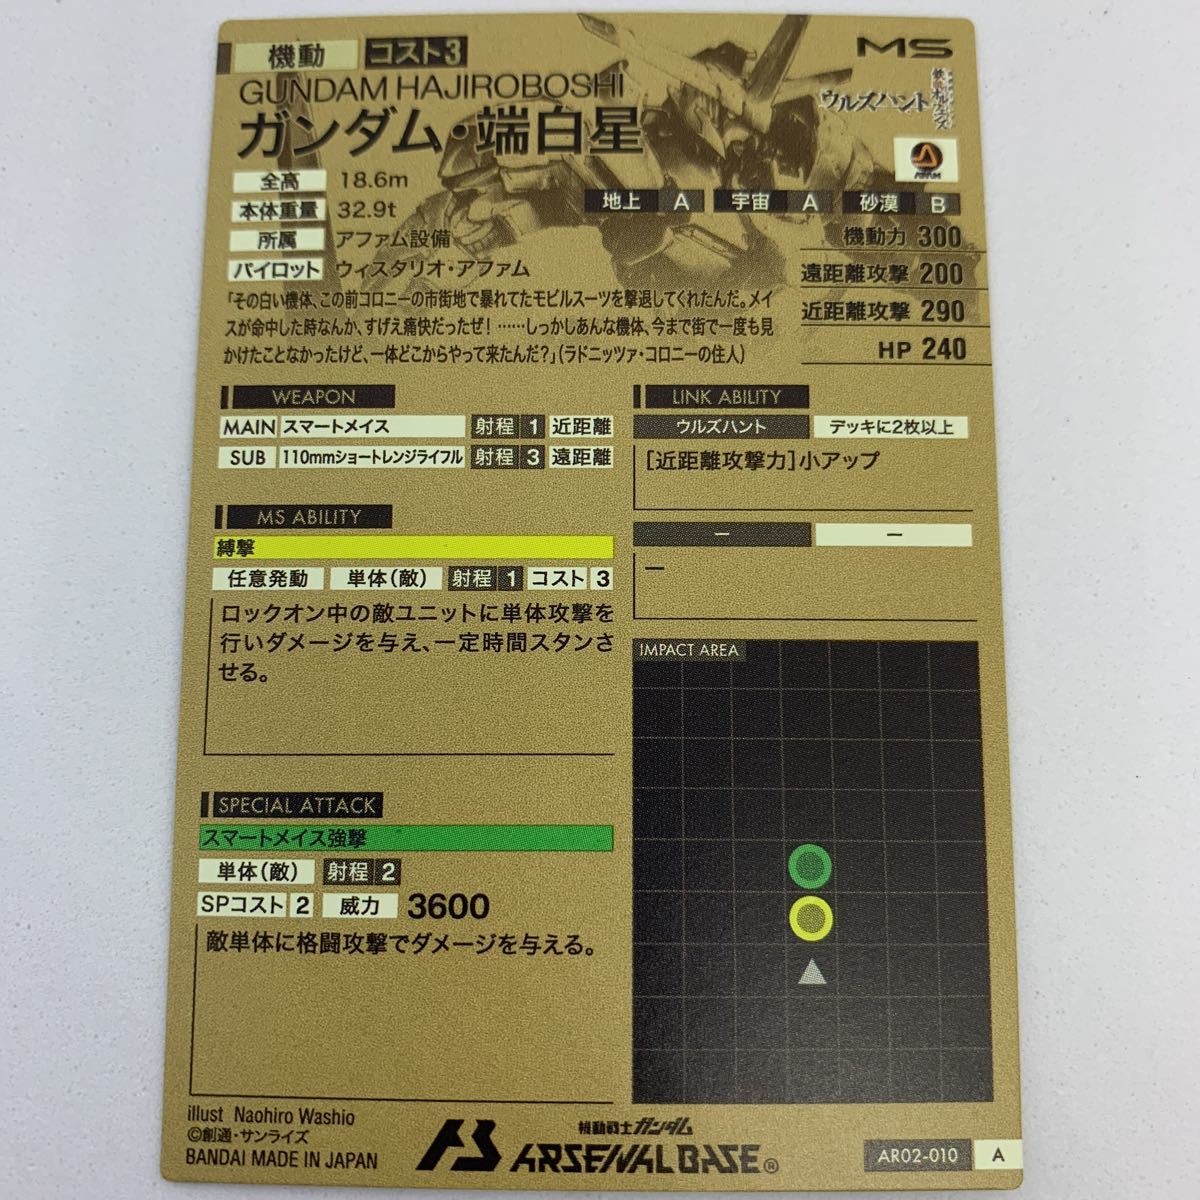 機動 コスト3
MS
GUNDAM HAJIROBOSHI
ガンダム・端白星
鉄血のオルフェンズ
ウルズハント
全高 18.6m
本体重量 32.9t
所属 アファム設備
パイロット ウィスタリオ・アファム
AFAM
地上 A 宇宙 A 砂漠 B
機動力 300
遠距離攻撃 200
近距離攻撃 290
HP 240
「その白い機体、この前コロニーの市街地で暴れてたモビルスーツを撃退してくれたんだ。メイ
スが命中した時なんか、すげえ痛快だったぜ!……しっかしあんな機体、今まで街で一度も見
かけたことなかったけど、一体どこからやって来たんだ?」(ラドニッツァ・コロニーの住人)
WEAPON
MAIN スマートメイス 射程 1 近距離
SUB 110mmショートレンジライフル 射程 3 遠距離
MS ABILITY
縛撃
任意発動 単体(敵) 射程 1 コスト 3
ロックオン中の敵ユニットに単体攻撃を
行いダメージを与え、一定時間スタンさ
せる。
SPECIAL ATTACK
スマートメイス強撃
単体(敵) 射程 2
SPコスト 2 威力 3600
敵単体に格闘攻撃でダメージを与える。
LINK ABILITY
ウルズハント デッキに2枚以上
[近距離攻撃力]小アップ
ー ー
ー
IMPACT AREA
illust Naohiro Washio
©創通・サンライズ
BANDAI MADE IN JAPAN
機動戦士ガンダム
AB ARSENAL BASE®
AR02-010 A